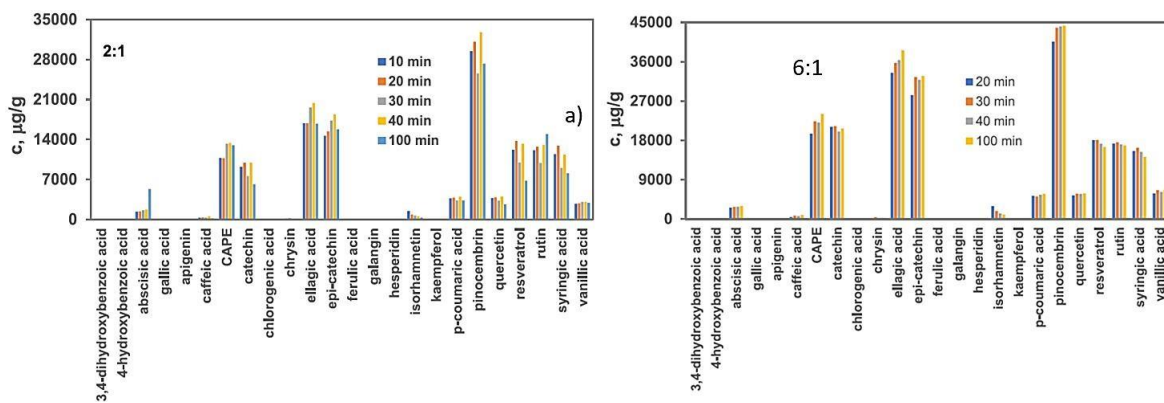 35000
28000
21000
14000
7000
0
c, µg/g
2:1
10 min
20 min
30 min
40 min
100 min
a)
3,4-dihydroxybenzoic acid
4-hydroxybenzoic acid
abscisic acid
gallic acid
apigenin
caffeic acid
CAPE
catechin
chlorogenic acid
chrysin
ellagic acid
epi-catechin
ferulic acid
galangin
hesperidin
isorhamnetin
kaempferol
p-coumaric acid
pinocembrin
quercetin
resveratrol
rutin
syringic acid
vanillic acid
45000
36000
27000
18000
9000
0
c, µg/g
6:1
20 min
30 min
40 min
100 min
3,4-dihydroxybenzoic acid
4-hydroxybenzoic acid
abscisic acid
gallic acid
apigenin
caffeic acid
CAPE
catechin
chlorogenic acid
chrysin
ellagic acid
epi-catechin
ferulic acid
galangin
hesperidin
isorhamnetin
kaempferol
p-coumaric acid
pinocembrin
quercetin
resveratrol
rutin
syringic acid
vanillic acid